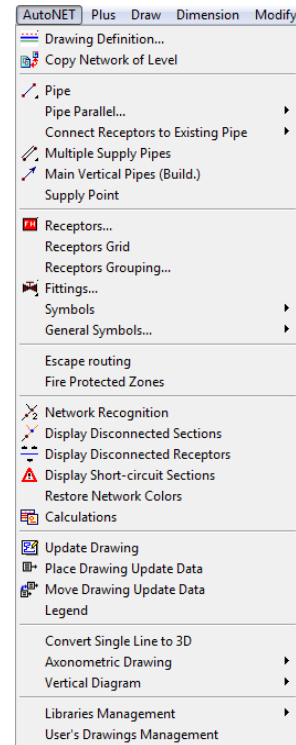 AutoNET Plus Draw Dimension Modify
Drawing Definition...
Copy Network of Level
Pipe
Pipe Parallel...
Connect Receptors to Existing Pipe
Multiple Supply Pipes
Main Vertical Pipes (Build.)
Supply Point
FH Receptors...
Receptors Grid
Receptors Grouping...
Fittings...
Symbols
General Symbols...
Escape routing
Fire Protected Zones
Network Recognition
Display Disconnected Sections
Display Disconnected Receptors
Display Short-circuit Sections
Restore Network Colors
Calculations
Update Drawing
Place Drawing Update Data
Move Drawing Update Data
Legend
Convert Single Line to 3D
Axonometric Drawing
Vertical Diagram
Libraries Management
User's Drawings Management